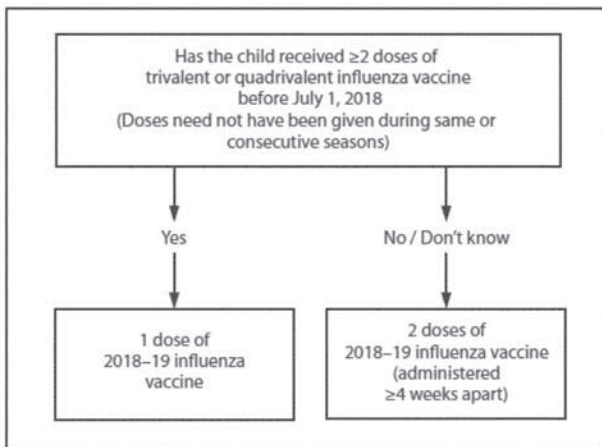 Has the child received ≥2 doses of
trivalent or quadrivalent influenza vaccine
before July 1, 2018
(Doses need not have been given during same or
consecutive seasons)
Yes
No / Don't know
1 dose of
2018–19 influenza
vaccine
2 doses of
2018–19 influenza vaccine
(administered
≥4 weeks apart)